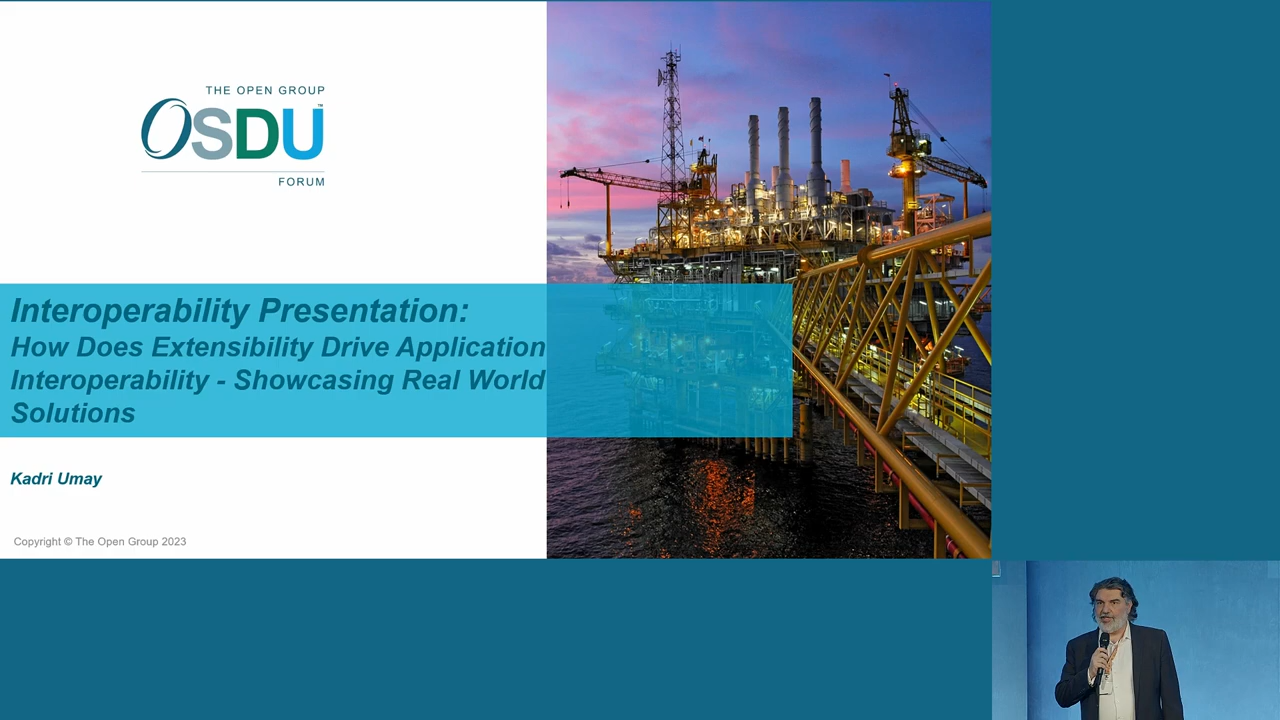 THE OPEN GROUP
OSDU™
FORUM
Interoperability Presentation:
How Does Extensibility Drive Application
Interoperability - Showcasing Real World
Solutions
Kadri Umay
Copyright © The Open Group 2023